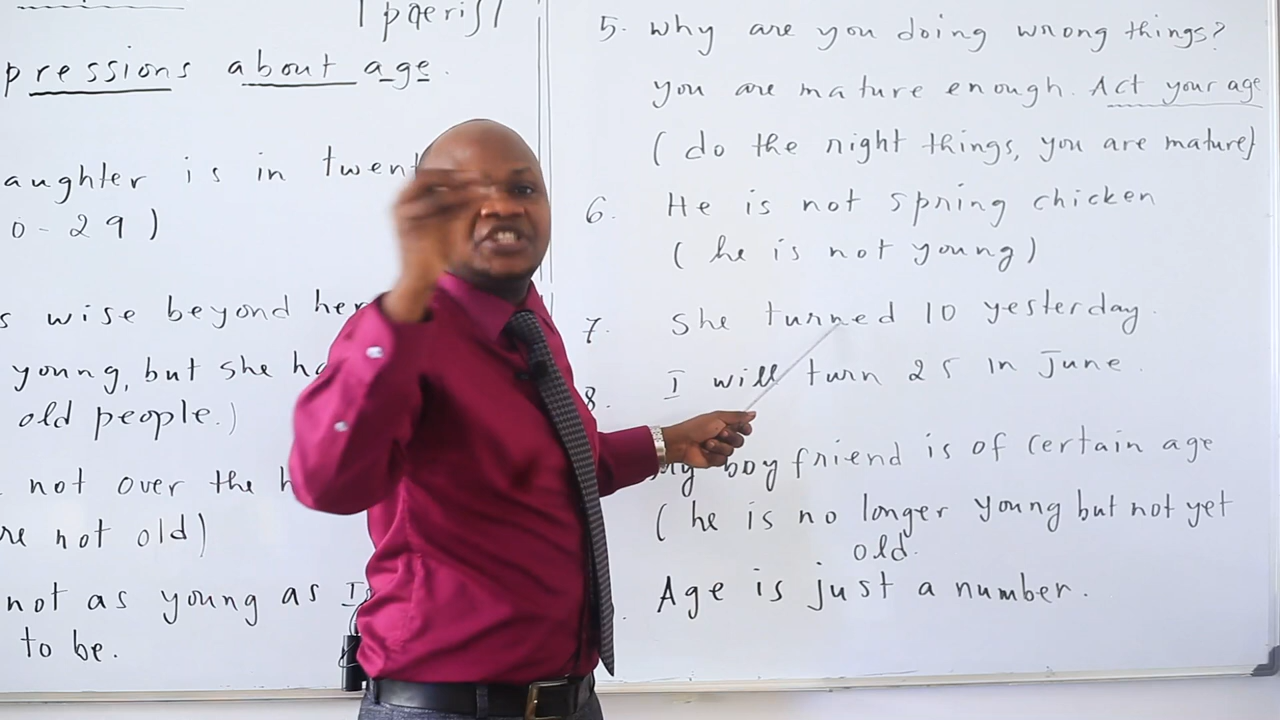 |pɑeris|
pressions about age.
aughter is in twent
0-29)
s wise beyond her
young, but she ha
old people.)
not over the h
re not old)
not as young as I
to be.
5. why are you doing wrong things?
you are mature enough. Act your age
(do the right things, you are mature)
6. He is not spring chicken
(he is not young)
7. She turned 10 yesterday.
8. I will turn 25 in June.
My boy friend is of certain age
(he is no longer young but not yet
old.
Age is just a number.